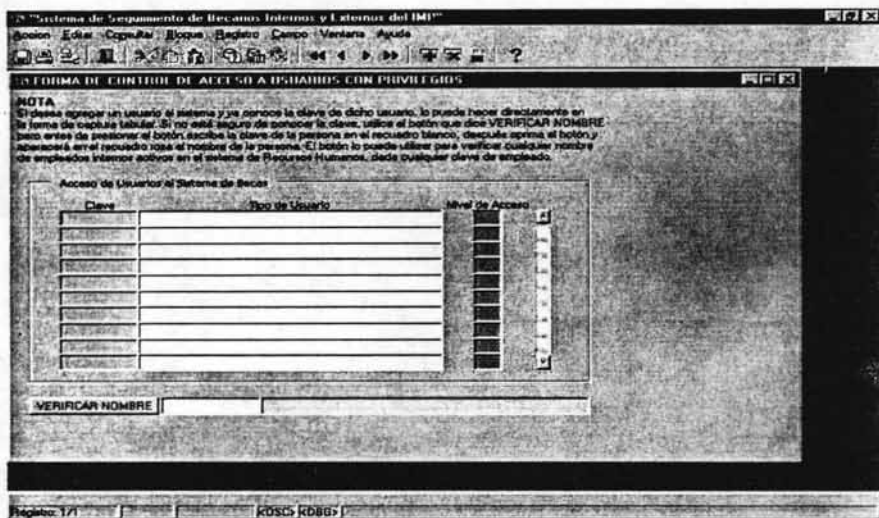 "Sistema de Seguimiento de Becarios Internos y Externos del IMP"
Accion Editar Consultar Bloque Registro Campo Ventana Ayuda
FORMA DE CONTROL DE ACCESO A USUARIOS CON PRIVILEGIOS
NOTA
Si desea agregar un usuario al sistema y ya conoce la clave de dicho usuario, lo puede hacer directamente en
la forma de captura tabular. Si no está seguro de conocer la clave, utilice el botón que dice VERIFICAR NOMBRE
pero antes de presionar el botón, escriba la clave de la persona en el recuadro blanco, después oprima el botón y
aparecerá en el recuadro rosa el nombre de la persona. El botón lo puede utilizar para verificar cualquier nombre
de empleados internos activos en el sistema de Recursos Humanos, dada cualquier clave de empleado.
Acceso de Usuarios al Sistema de Becas
Clave Tipo de Usuario Nivel de Acceso
VERIFICAR NOMBRE
Registro: 1/1 <OSC> <DBG>